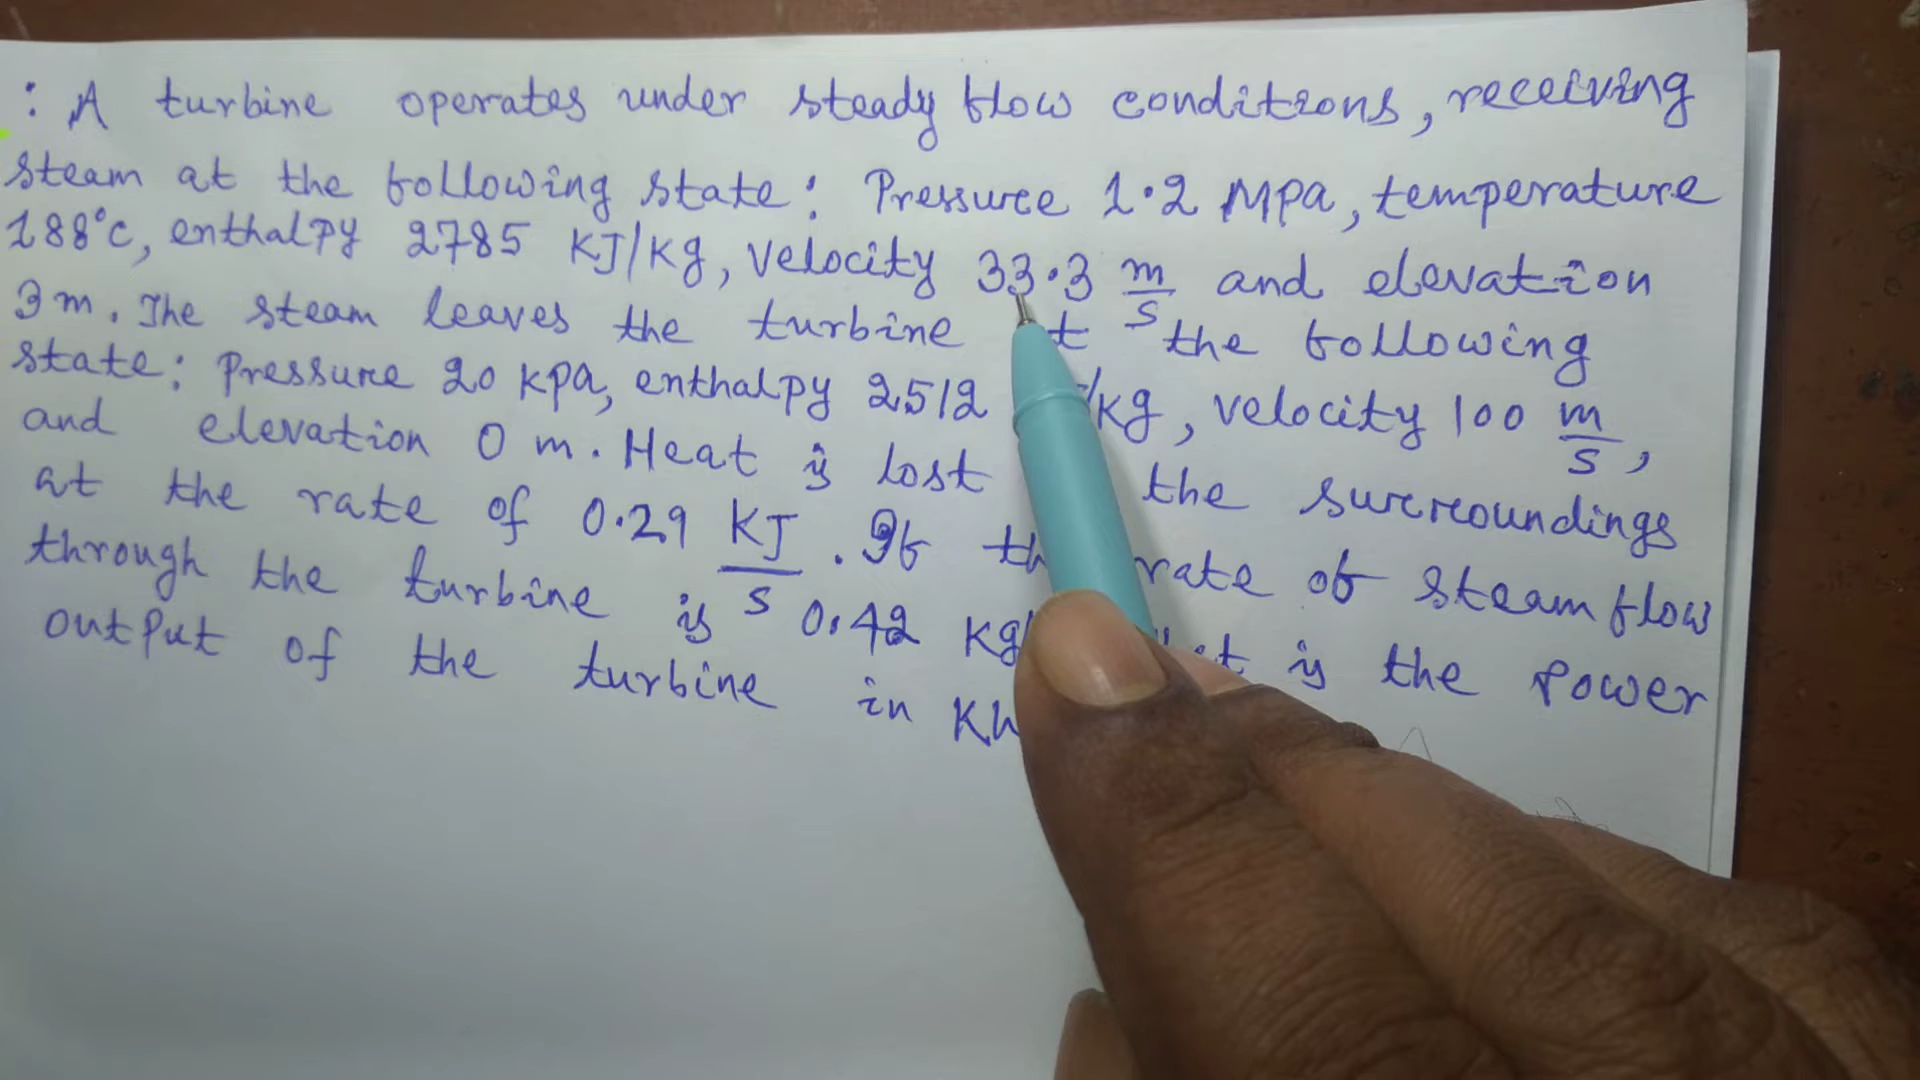 : A turbine operates under steady flow conditions, receiving
steam at the following state: Pressure 1.2 MPa, temperature
188°C, enthalpy 2785 KJ/Kg, velocity 33.3 m/s and elevation
3m. The steam leaves the turbine the following
state: Pressure 20 kpa, enthalpy 2512 /kg, velocity 100 m/s,
and elevation 0 m. Heat is lost the surroundings
at the rate of 0.29 KJ/s. If rate of steam flow
through the turbine is 0.42 is the power
output of the turbine in